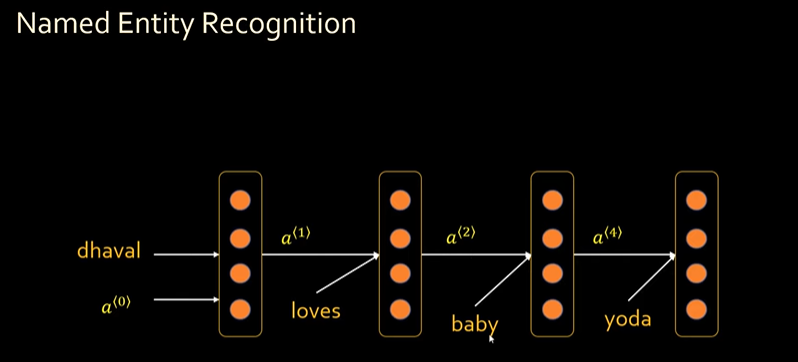 Named Entity Recognition
dhaval
a⟨0⟩
a⟨1⟩
loves
a⟨2⟩
baby
a⟨4⟩
yoda